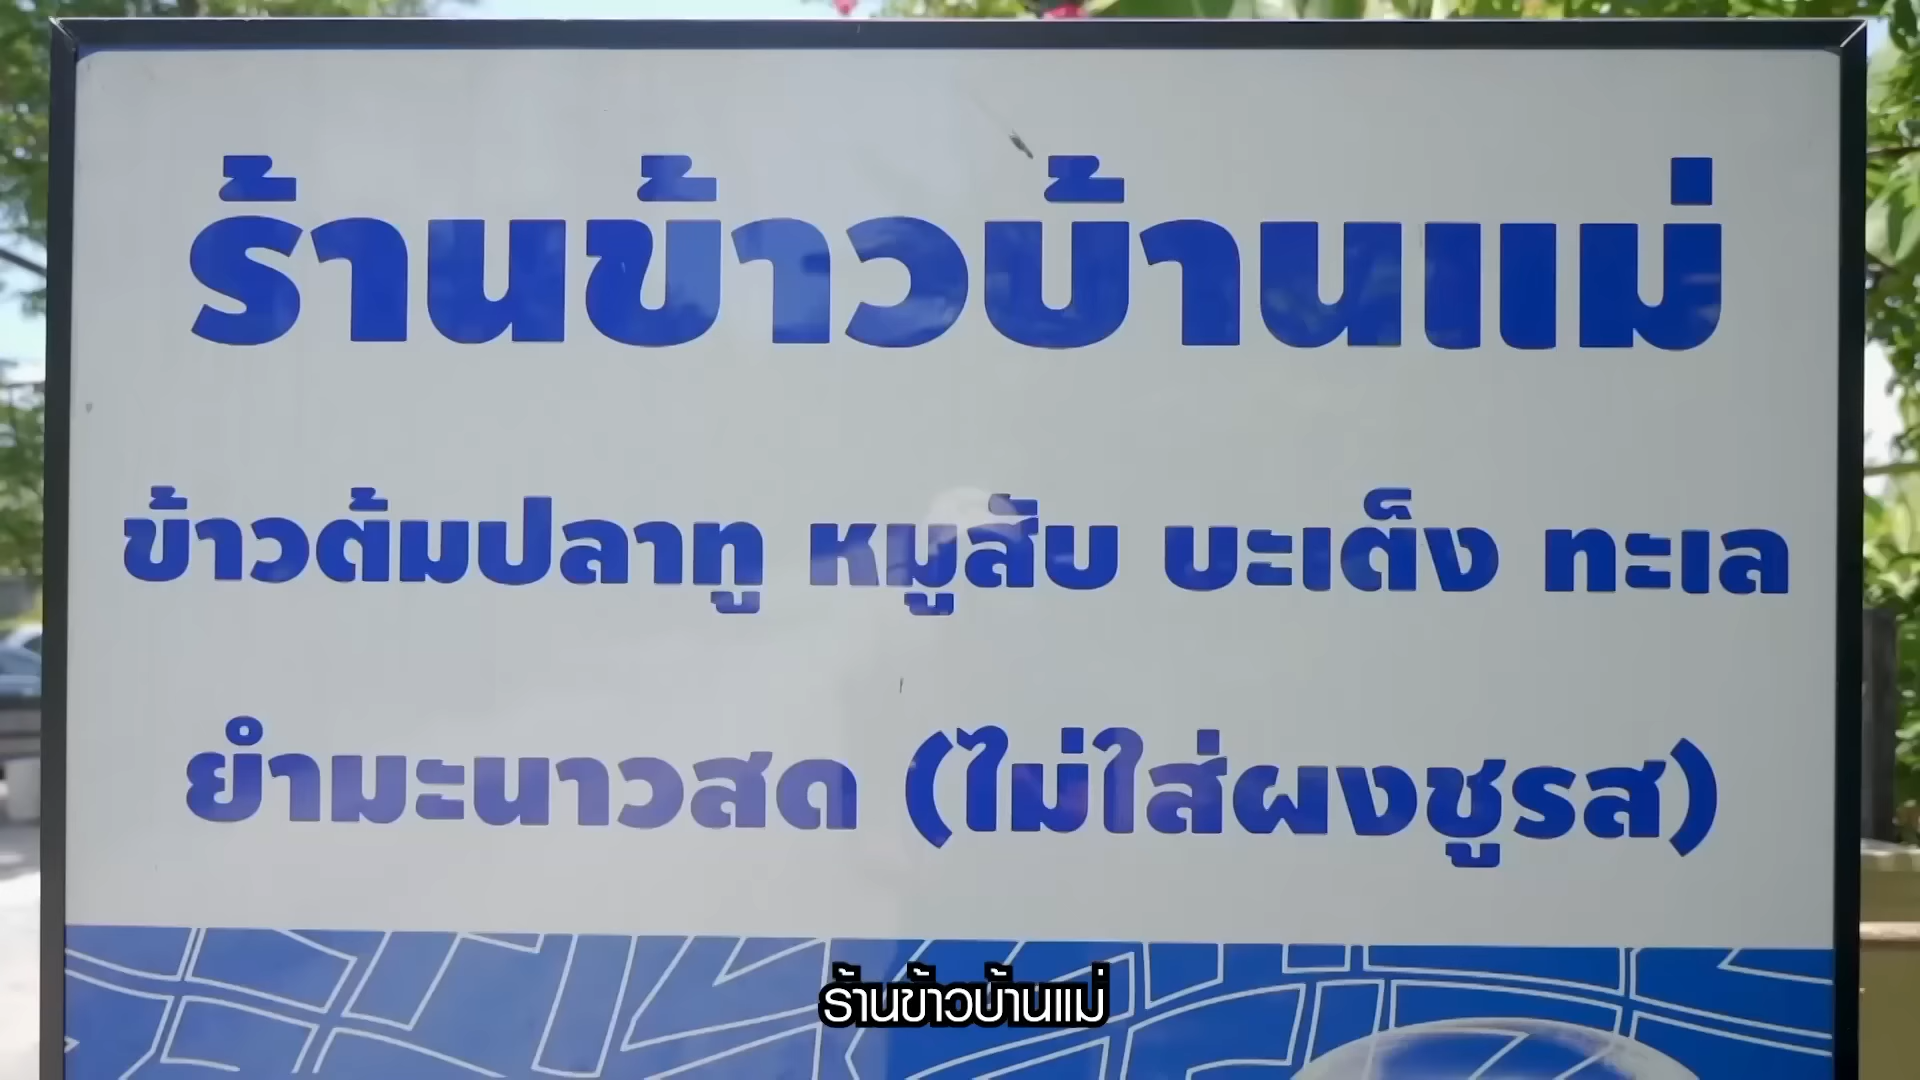 ร้านข้าวบ้านแม่
ข้าวต้มปลาทู หมูสับ บะเต็ง ทะเล
ยำมะนาวสด (ไม่ใส่ผงชูรส)
ร้านข้าวบ้านแม่